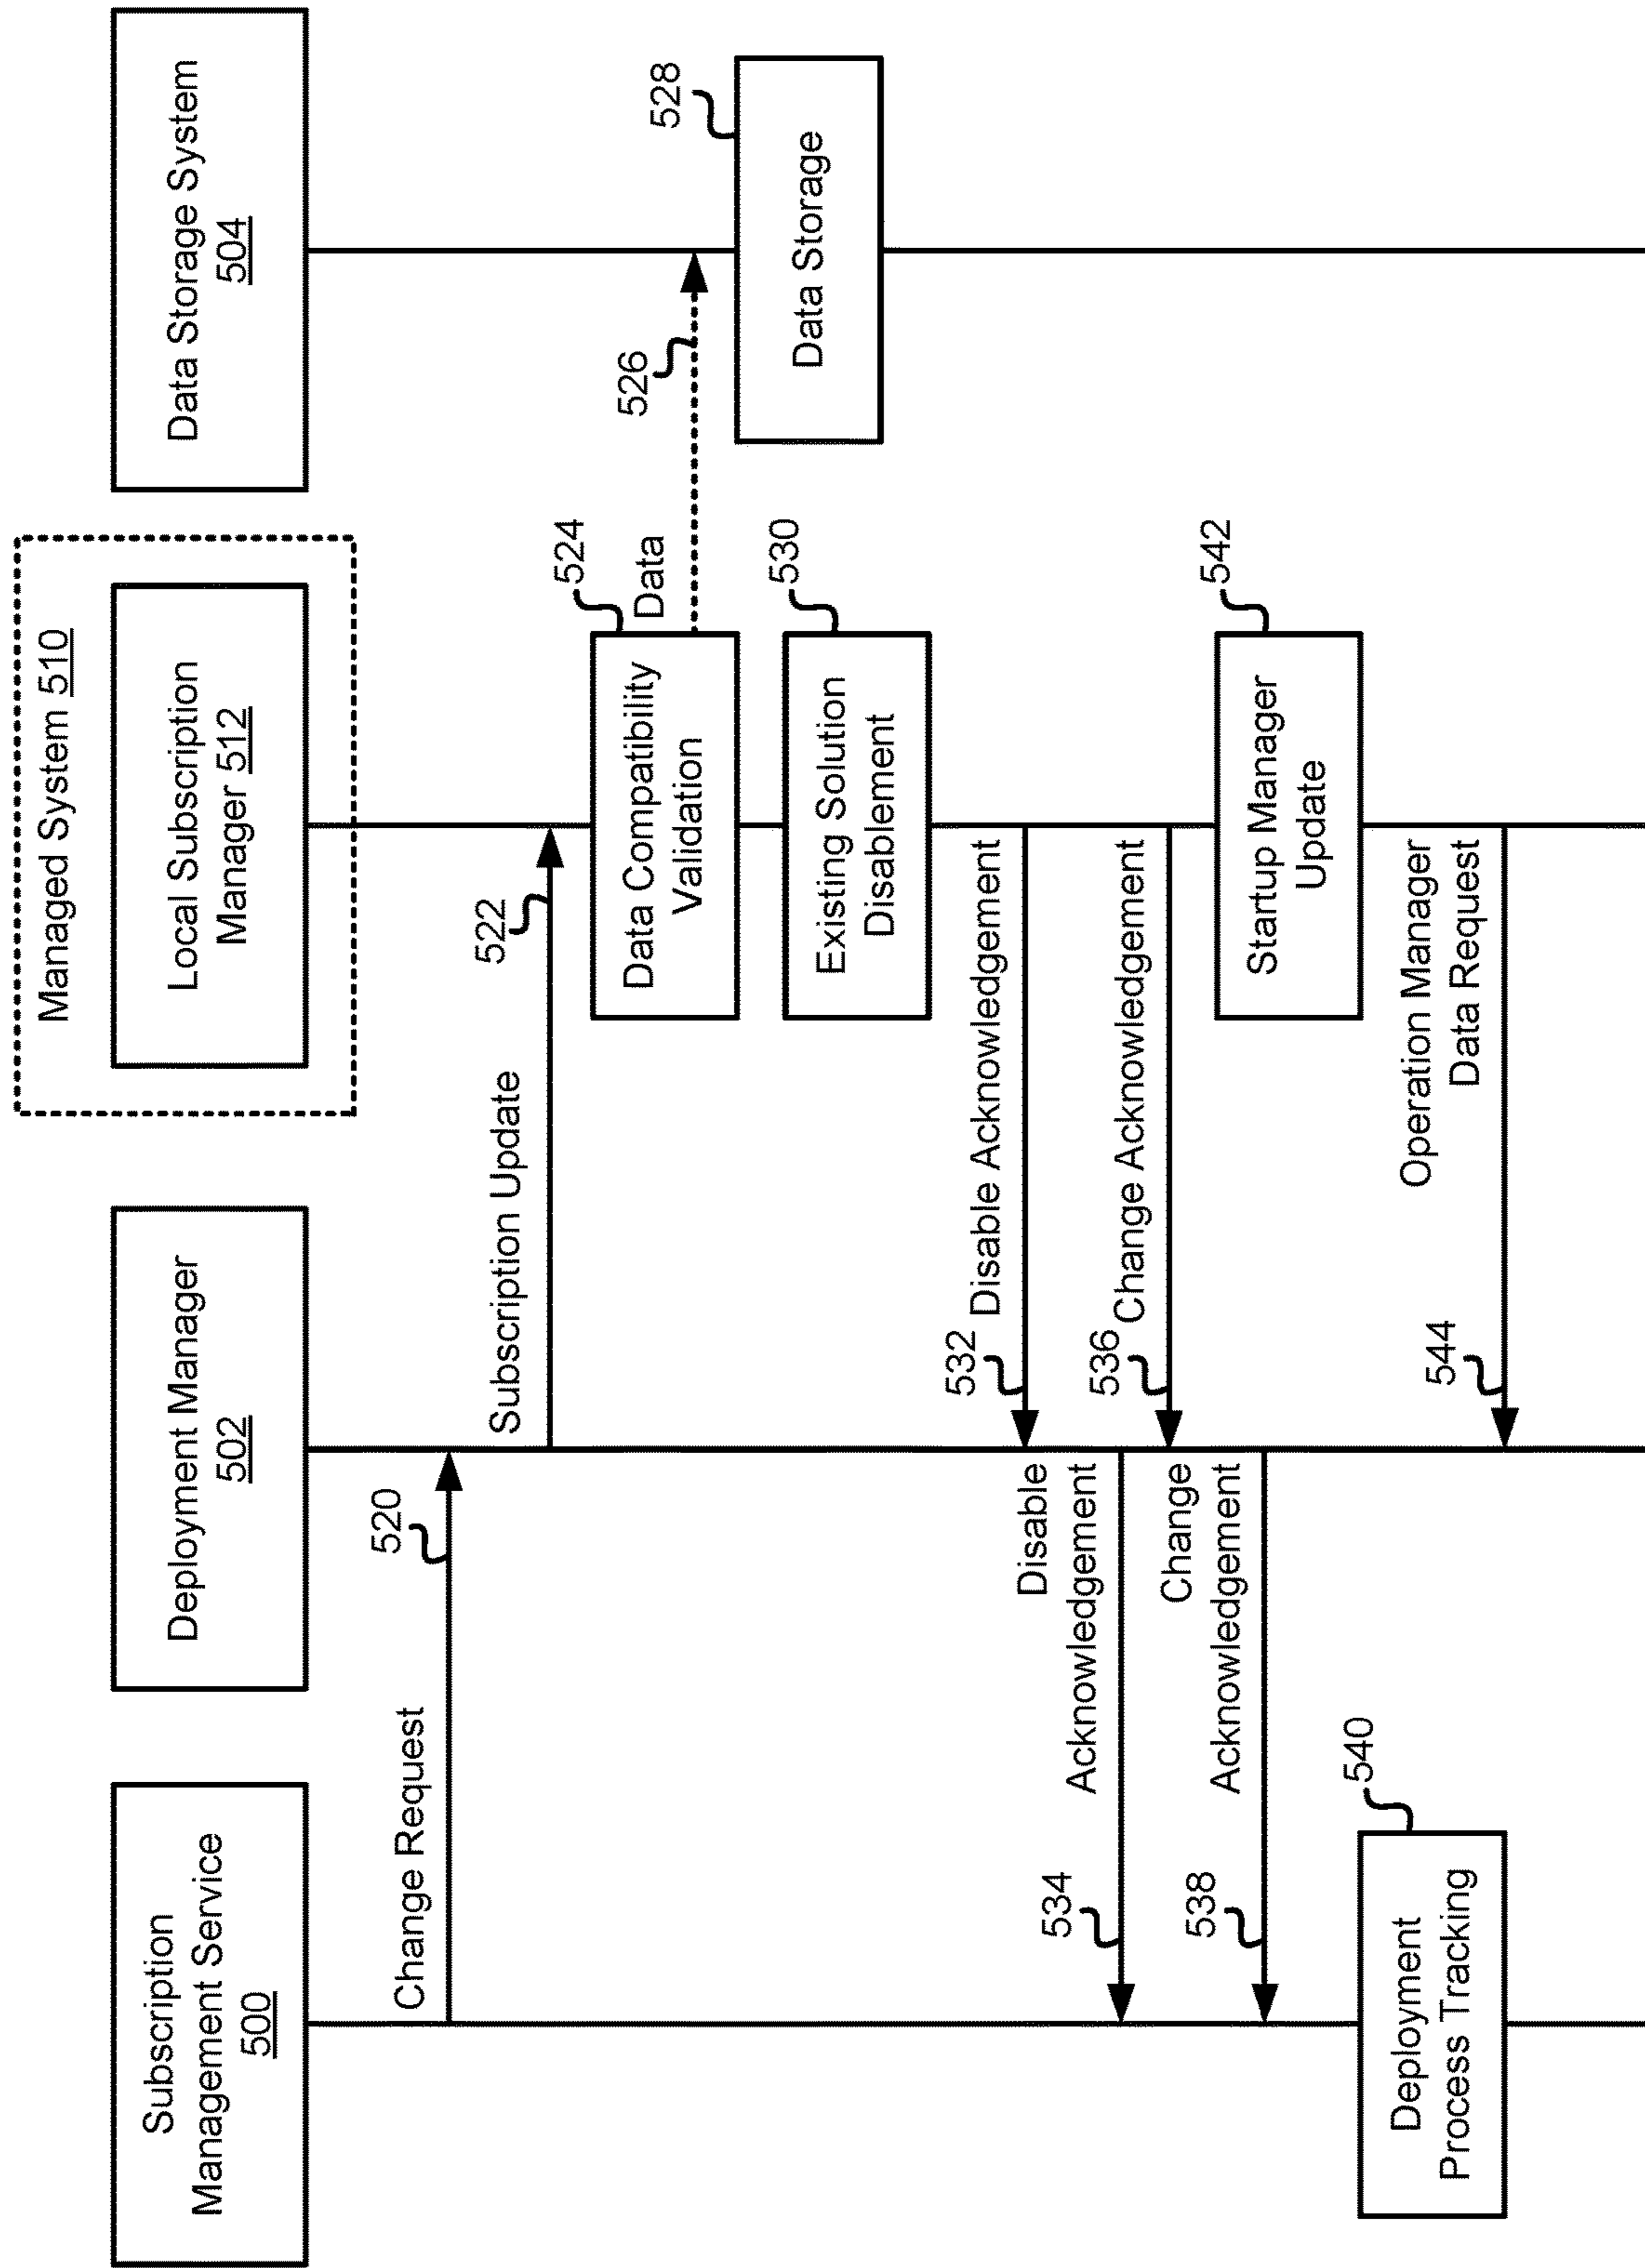 Subscription
Management Service
500
Deployment Manager
502
Managed System 510
Local Subscription
Manager 512
Data Storage System
504
Change Request
520
Subscription Update
522
Data Compatibility
Validation
524
Data
526
Data Storage
528
Existing Solution
Disablement
530
Disable Acknowledgement
532
Disable
Acknowledgement
534
Change Acknowledgement
536
Change
Acknowledgement
538
Deployment
Process Tracking
540
Startup Manager
Update
542
Operation Manager
Data Request
544